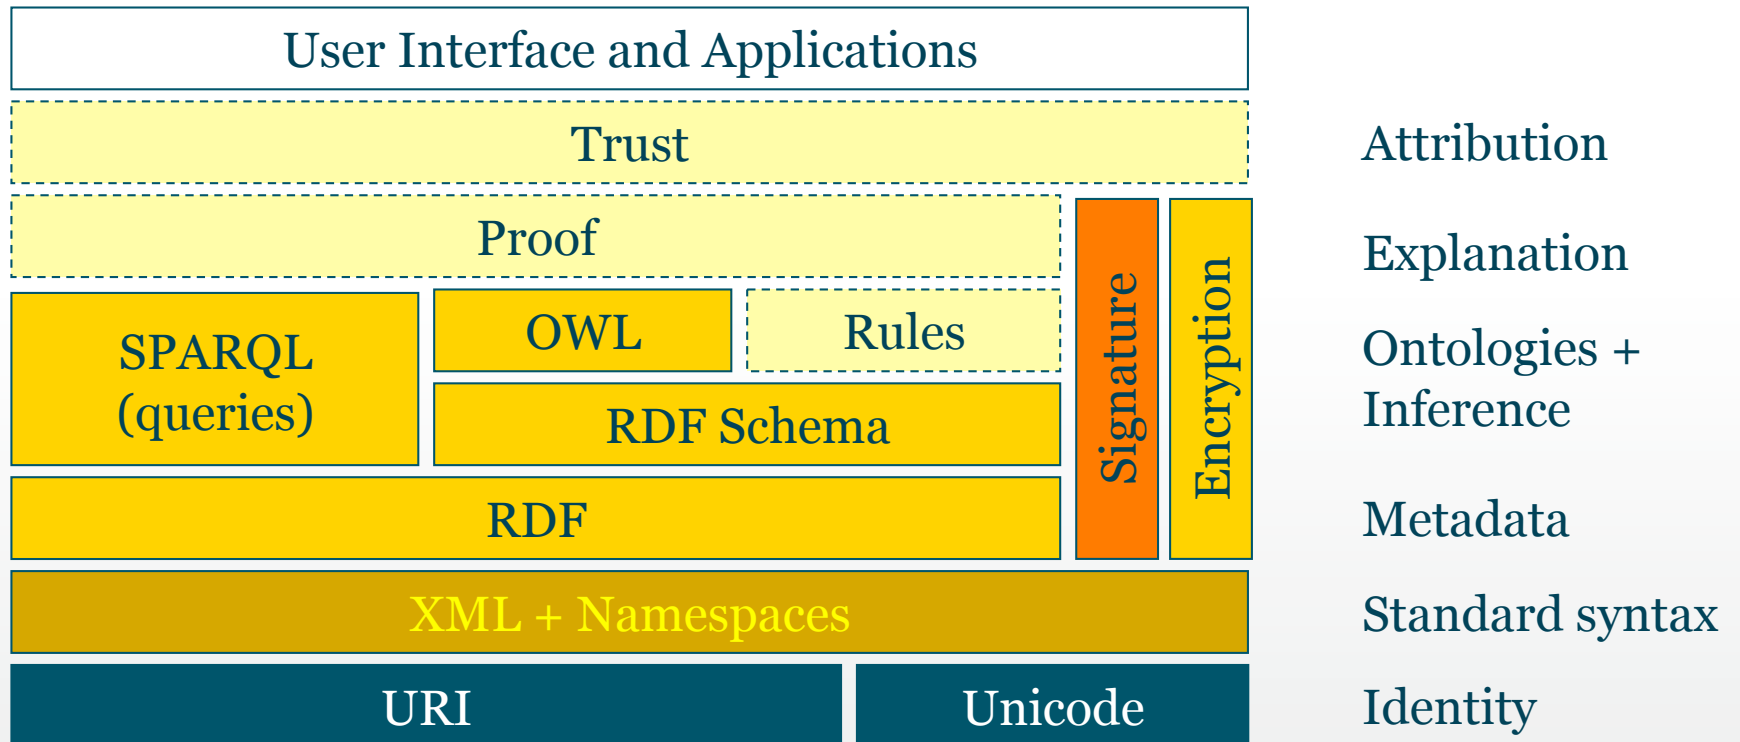 User Interface and Applications
Trust
Attribution
Proof
Explanation
Signature
Encryption
SPARQL
(queries)
OWL
Rules
Ontologies +
Inference
RDF Schema
RDF
Metadata
XML + Namespaces
Standard syntax
URI
Unicode
Identity